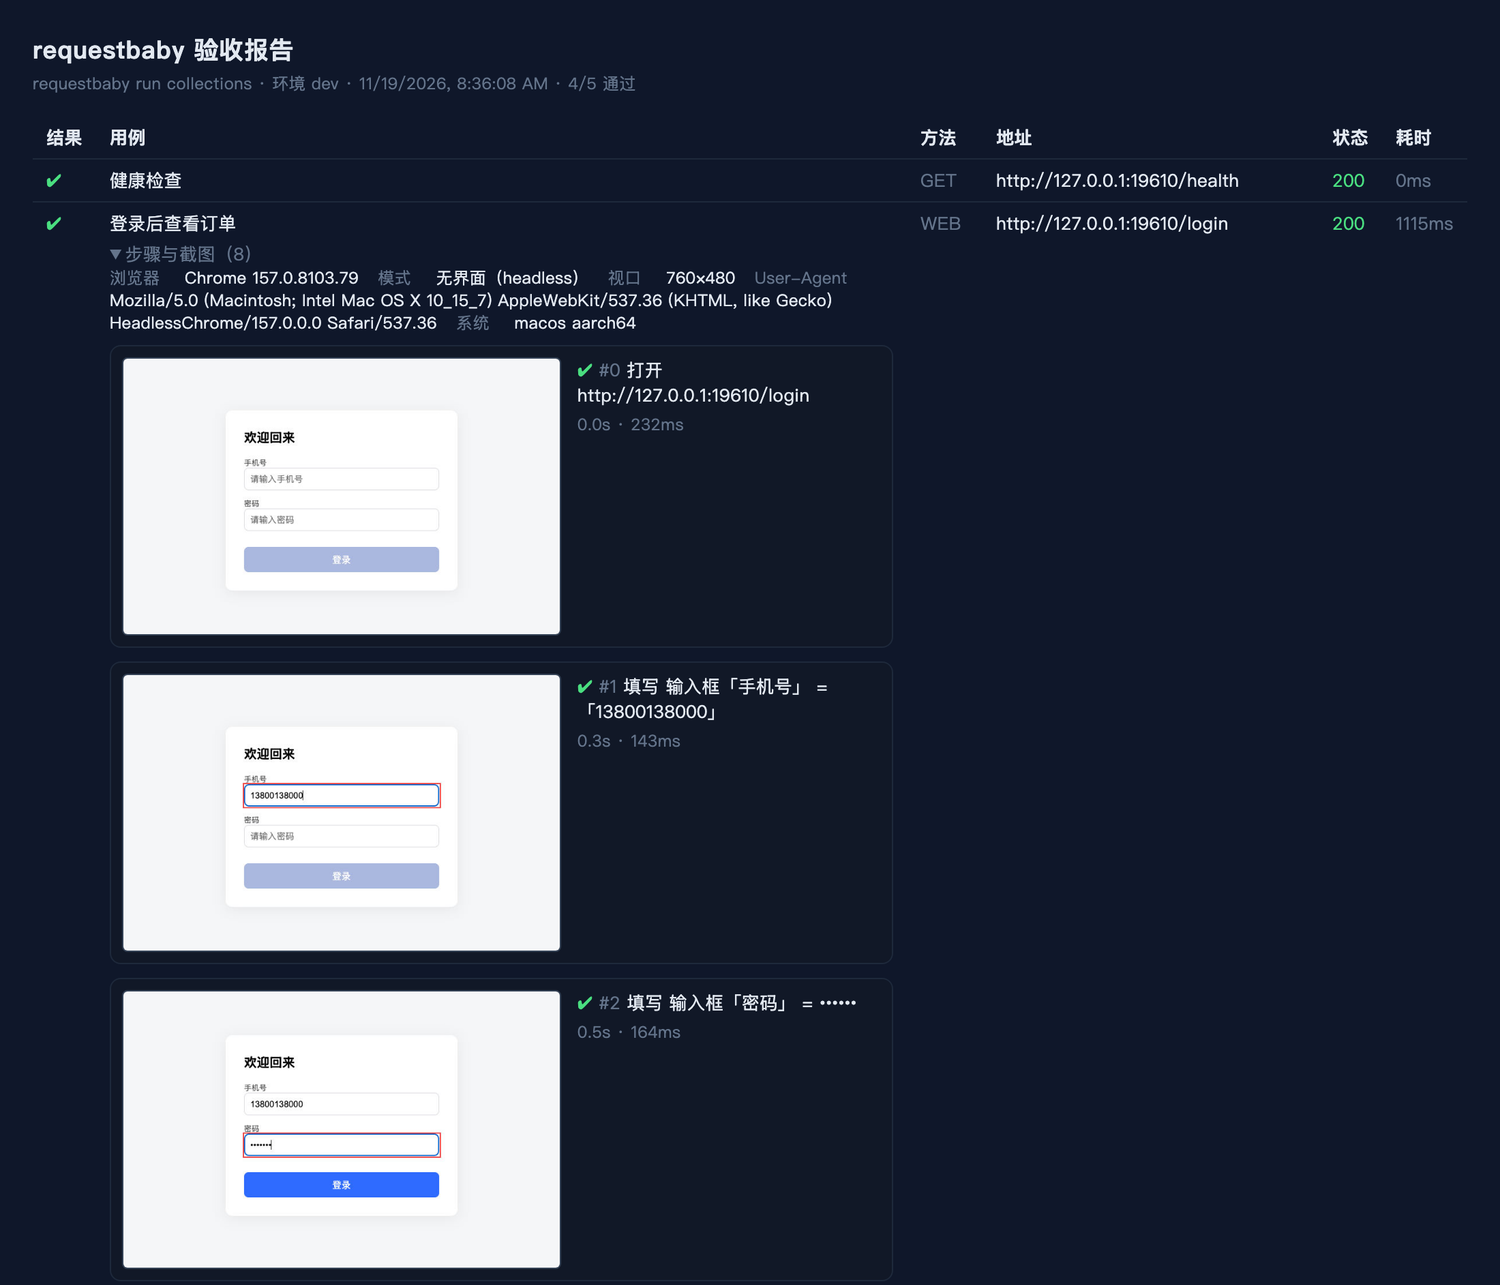 requestbaby 验收报告
requestbaby run collections · 环境 dev · 11/19/2026, 8:36:08 AM · 4/5 通过
结果 用例 方法 地址 状态 耗时
✔ 健康检查 GET http://127.0.0.1:19610/health 200 0ms
✔ 登录后查看订单 WEB http://127.0.0.1:19610/login 200 1115ms
▼步骤与截图（8）
浏览器 Chrome 157.0.8103.79 模式 无界面（headless） 视口 760×480 User-Agent
Mozilla/5.0 (Macintosh; Intel Mac OS X 10_15_7) AppleWebKit/537.36 (KHTML, like Gecko)
HeadlessChrome/157.0.0.0 Safari/537.36 系统 macos aarch64
欢迎回来
手机号
请输入手机号
密码
请输入密码
登录
✔ #0 打开
http://127.0.0.1:19610/login
0.0s · 232ms
欢迎回来
手机号
13800138000
密码
请输入密码
登录
✔ #1 填写 输入框「手机号」 =
「13800138000」
0.3s · 143ms
欢迎回来
手机号
13800138000
密码
•••••••
登录
✔ #2 填写 输入框「密码」 = ••••••
0.5s · 164ms